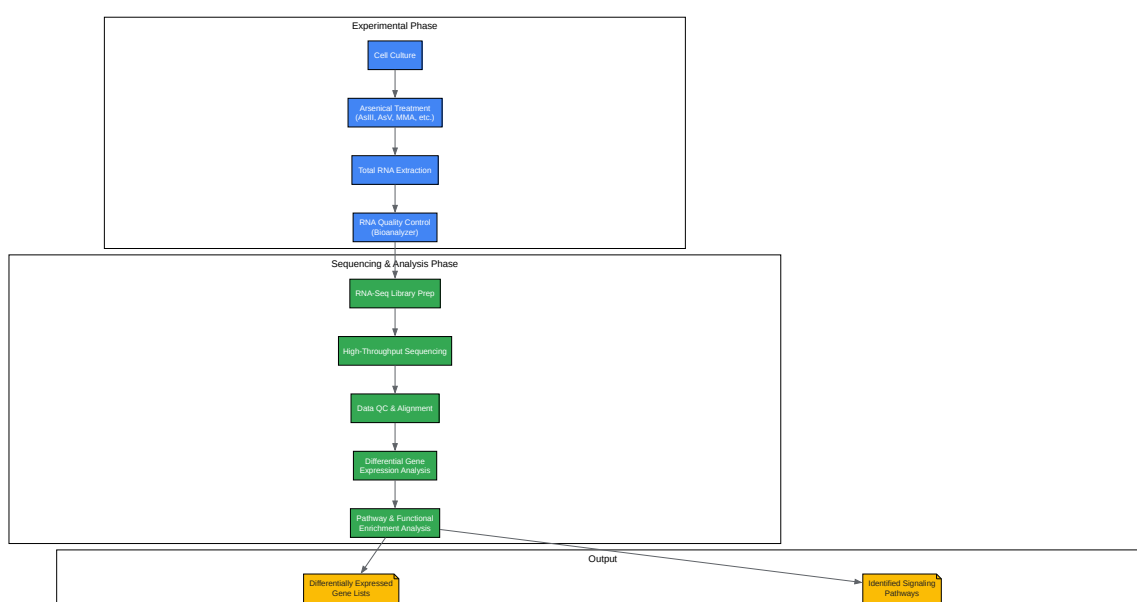 Experimental Phase
Cell Culture
Arsenical Treatment
(AsIII, AsV, MMA, etc.)
Total RNA Extraction
RNA Quality Control
(Bioanalyzer)
Sequencing & Analysis Phase
RNA-Seq Library Prep
High-Throughput Sequencing
Data QC & Alignment
Differential Gene
Expression Analysis
Pathway & Functional
Enrichment Analysis
Output
Differentially Expressed
Gene Lists
Identified Signaling
Pathways